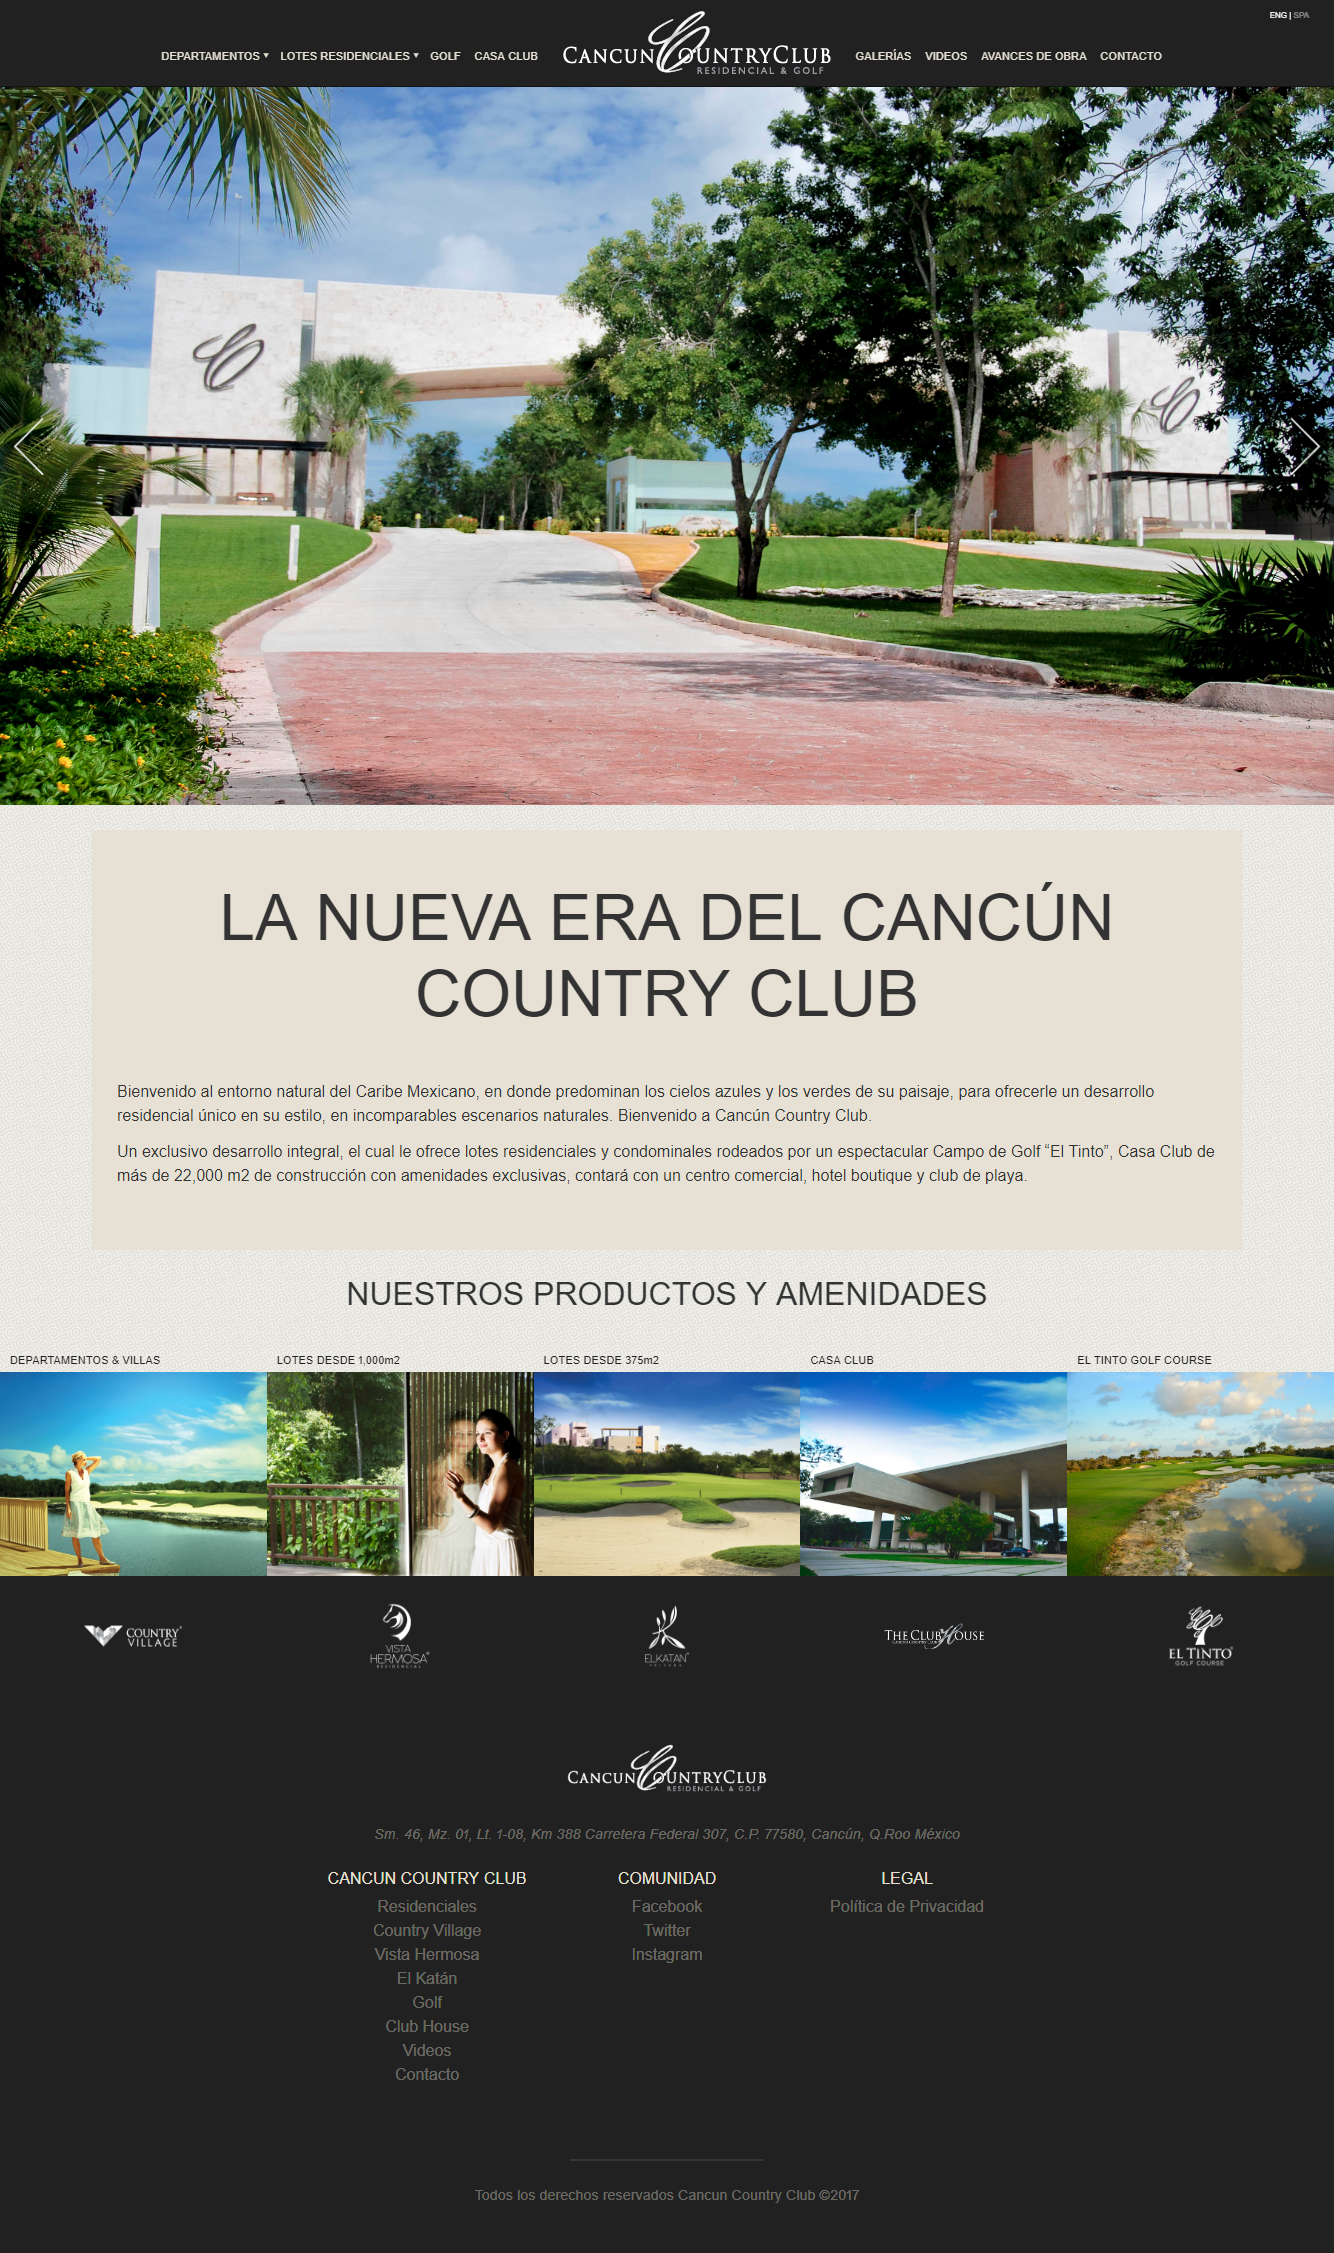 ENG | SPA
DEPARTAMENTOS ▾ LOTES RESIDENCIALES ▾ GOLF CASA CLUB
CANCUN COUNTRYCLUB
RESIDENCIAL & GOLF
GALERÍAS VIDEOS AVANCES DE OBRA CONTACTO
LA NUEVA ERA DEL CANCÚN
COUNTRY CLUB
Bienvenido al entorno natural del Caribe Mexicano, en donde predominan los cielos azules y los verdes de su paisaje, para ofrecerle un desarrollo
residencial único en su estilo, en incomparables escenarios naturales. Bienvenido a Cancún Country Club.
Un exclusivo desarrollo integral, el cual le ofrece lotes residenciales y condominales rodeados por un espectacular Campo de Golf “El Tinto”, Casa Club de
más de 22,000 m2 de construcción con amenidades exclusivas, contará con un centro comercial, hotel boutique y club de playa.
NUESTROS PRODUCTOS Y AMENIDADES
DEPARTAMENTOS & VILLAS
LOTES DESDE 1,000m2
LOTES DESDE 375m2
CASA CLUB
EL TINTO GOLF COURSE
COUNTRY
VILLAGE
VISTA
HERMOSA
RESIDENCIAL
ELKATAN
PRIVADA
THE CLUB HOUSE
EL TINTO
GOLF COURSE
CANCUN COUNTRYCLUB
RESIDENCIAL & GOLF
Sm. 46, Mz. 01, Lt. 1-08, Km 388 Carretera Federal 307, C.P. 77580, Cancún, Q.Roo México
CANCUN COUNTRY CLUB
Residenciales
Country Village
Vista Hermosa
El Katán
Golf
Club House
Videos
Contacto
COMUNIDAD
Facebook
Twitter
Instagram
LEGAL
Política de Privacidad
Todos los derechos reservados Cancun Country Club ©2017